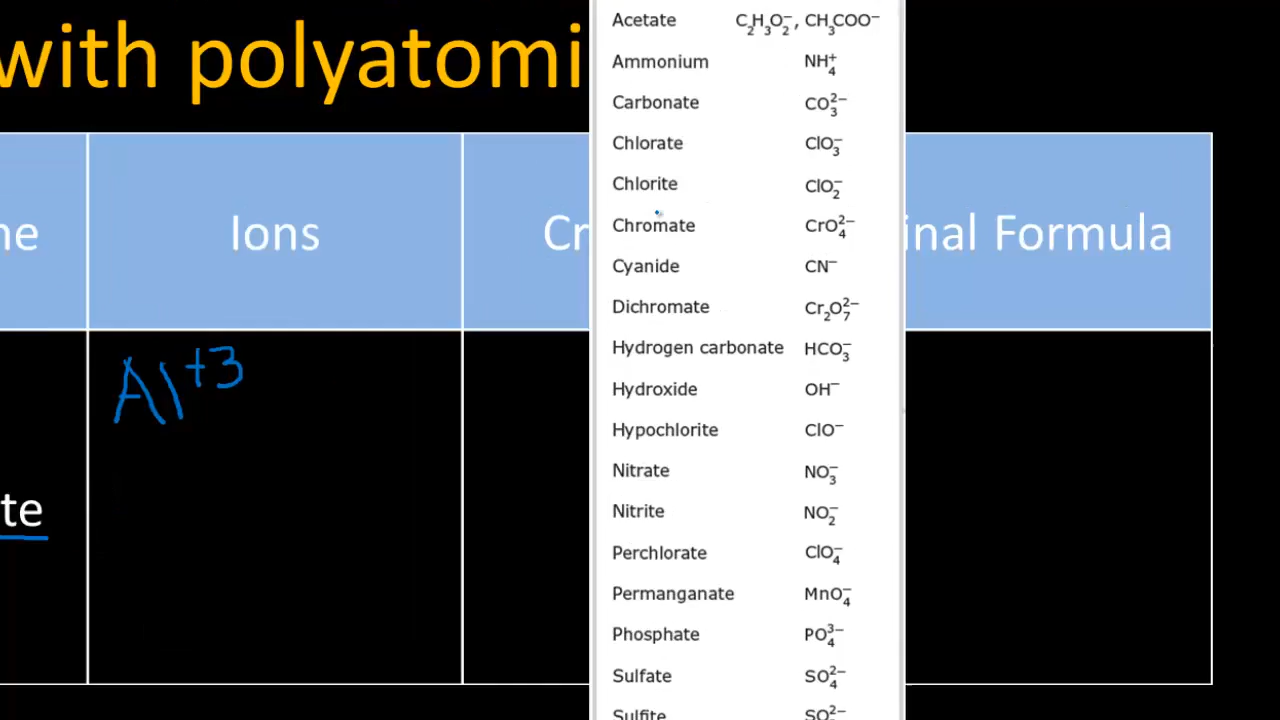 with polyatomi
ne
Ions
Cr
inal Formula
te
Al+3
Acetate C₂H₃O₂⁻, CH₃COO⁻
Ammonium NH₄⁺
Carbonate CO₃²⁻
Chlorate ClO₃⁻
Chlorite ClO₂⁻
Chromate CrO₄²⁻
Cyanide CN⁻
Dichromate Cr₂O₇²⁻
Hydrogen carbonate HCO₃⁻
Hydroxide OH⁻
Hypochlorite ClO⁻
Nitrate NO₃⁻
Nitrite NO₂⁻
Perchlorate ClO₄⁻
Permanganate MnO₄⁻
Phosphate PO₄³⁻
Sulfate SO₄²⁻
Sulfite SO²⁻